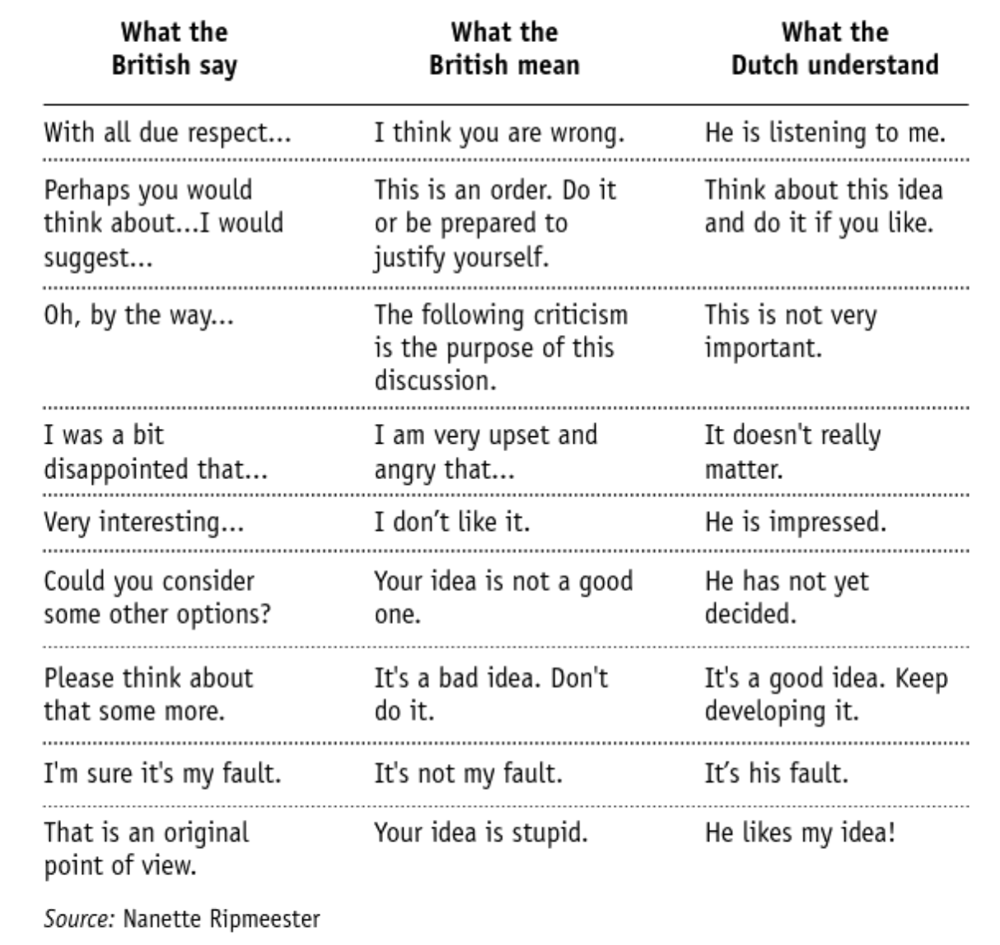 What the
British say
What the
British mean
What the
Dutch understand
With all due respect...
I think you are wrong.
He is listening to me.
Perhaps you would
think about...I would
suggest...
This is an order. Do it
or be prepared to
justify yourself.
Think about this idea
and do it if you like.
Oh, by the way...
The following criticism
is the purpose of this
discussion.
This is not very
important.
I was a bit
disappointed that...
I am very upset and
angry that...
It doesn't really
matter.
Very interesting...
I don’t like it.
He is impressed.
Could you consider
some other options?
Your idea is not a good
one.
He has not yet
decided.
Please think about
that some more.
It's a bad idea. Don't
do it.
It's a good idea. Keep
developing it.
I'm sure it's my fault.
It's not my fault.
It’s his fault.
That is an original
point of view.
Your idea is stupid.
He likes my idea!
Source: Nanette Ripmeester